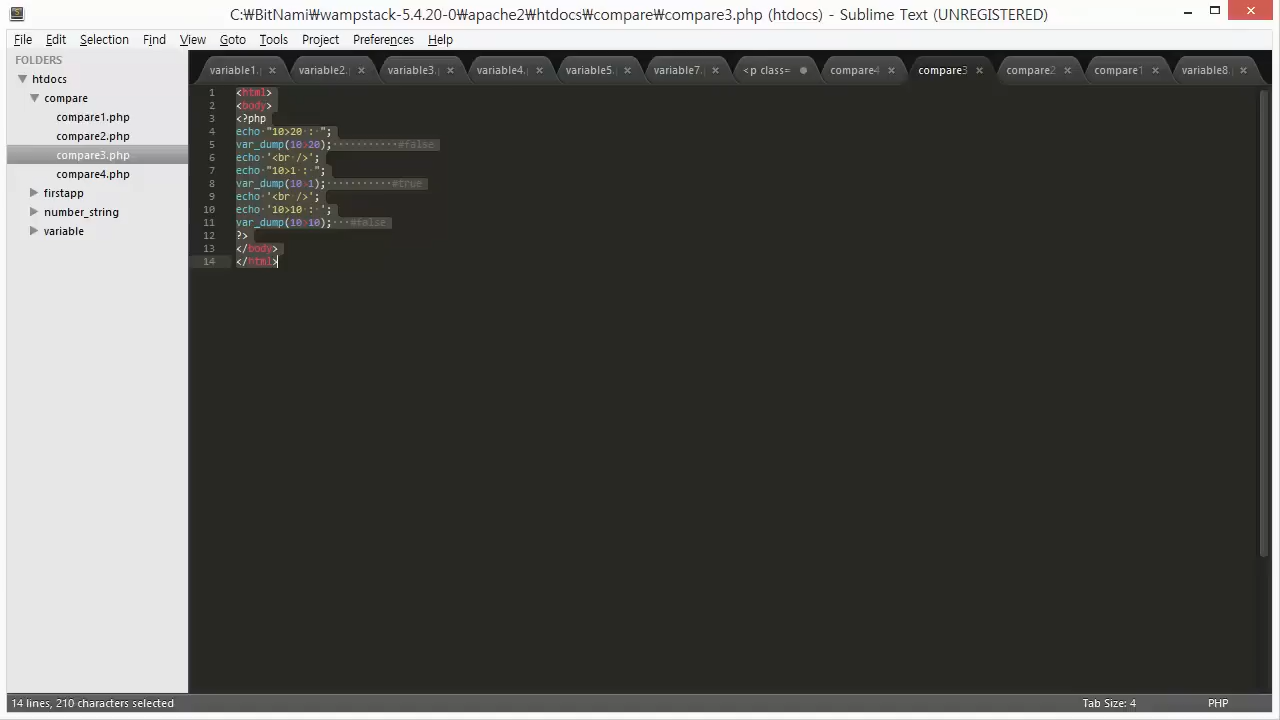 C:₩BitNami₩wampstack-5.4.20-0₩apache2₩htdocs₩compare₩compare3.php (htdocs) - Sublime Text (UNREGISTERED)
File Edit Selection Find View Goto Tools Project Preferences Help
FOLDERS
htdocs
compare
compare1.php
compare2.php
compare3.php
compare4.php
firstapp
number_string
variable
variable1. variable2. variable3. variable4. variable5. variable7. <p class= compare4 compare3 compare2 compare1 variable8.
1 <html>
2 <body>
3 <?php
4 echo "10>20 : ";
5 var_dump(10>20); #false
6 echo '<br />';
7 echo "10>1 : ";
8 var_dump(10>1); #true
9 echo '<br />';
10 echo '10>10 : ';
11 var_dump(10>10); #false
12 ?>
13 </body>
14 </html>
14 lines, 210 characters selected
Tab Size: 4
PHP